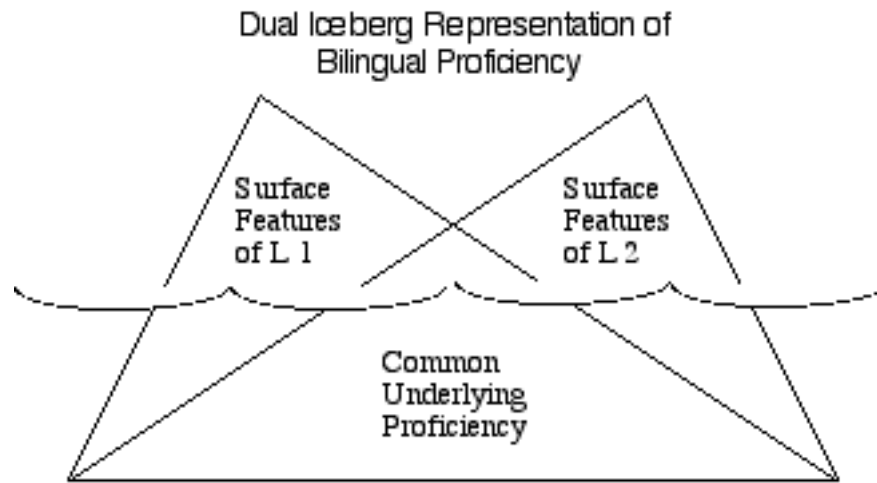 Dual Iceberg Representation of
Bilingual Proficiency
Surface
Features
of L 1
Surface
Features
of L 2
Common
Underlying
Proficiency